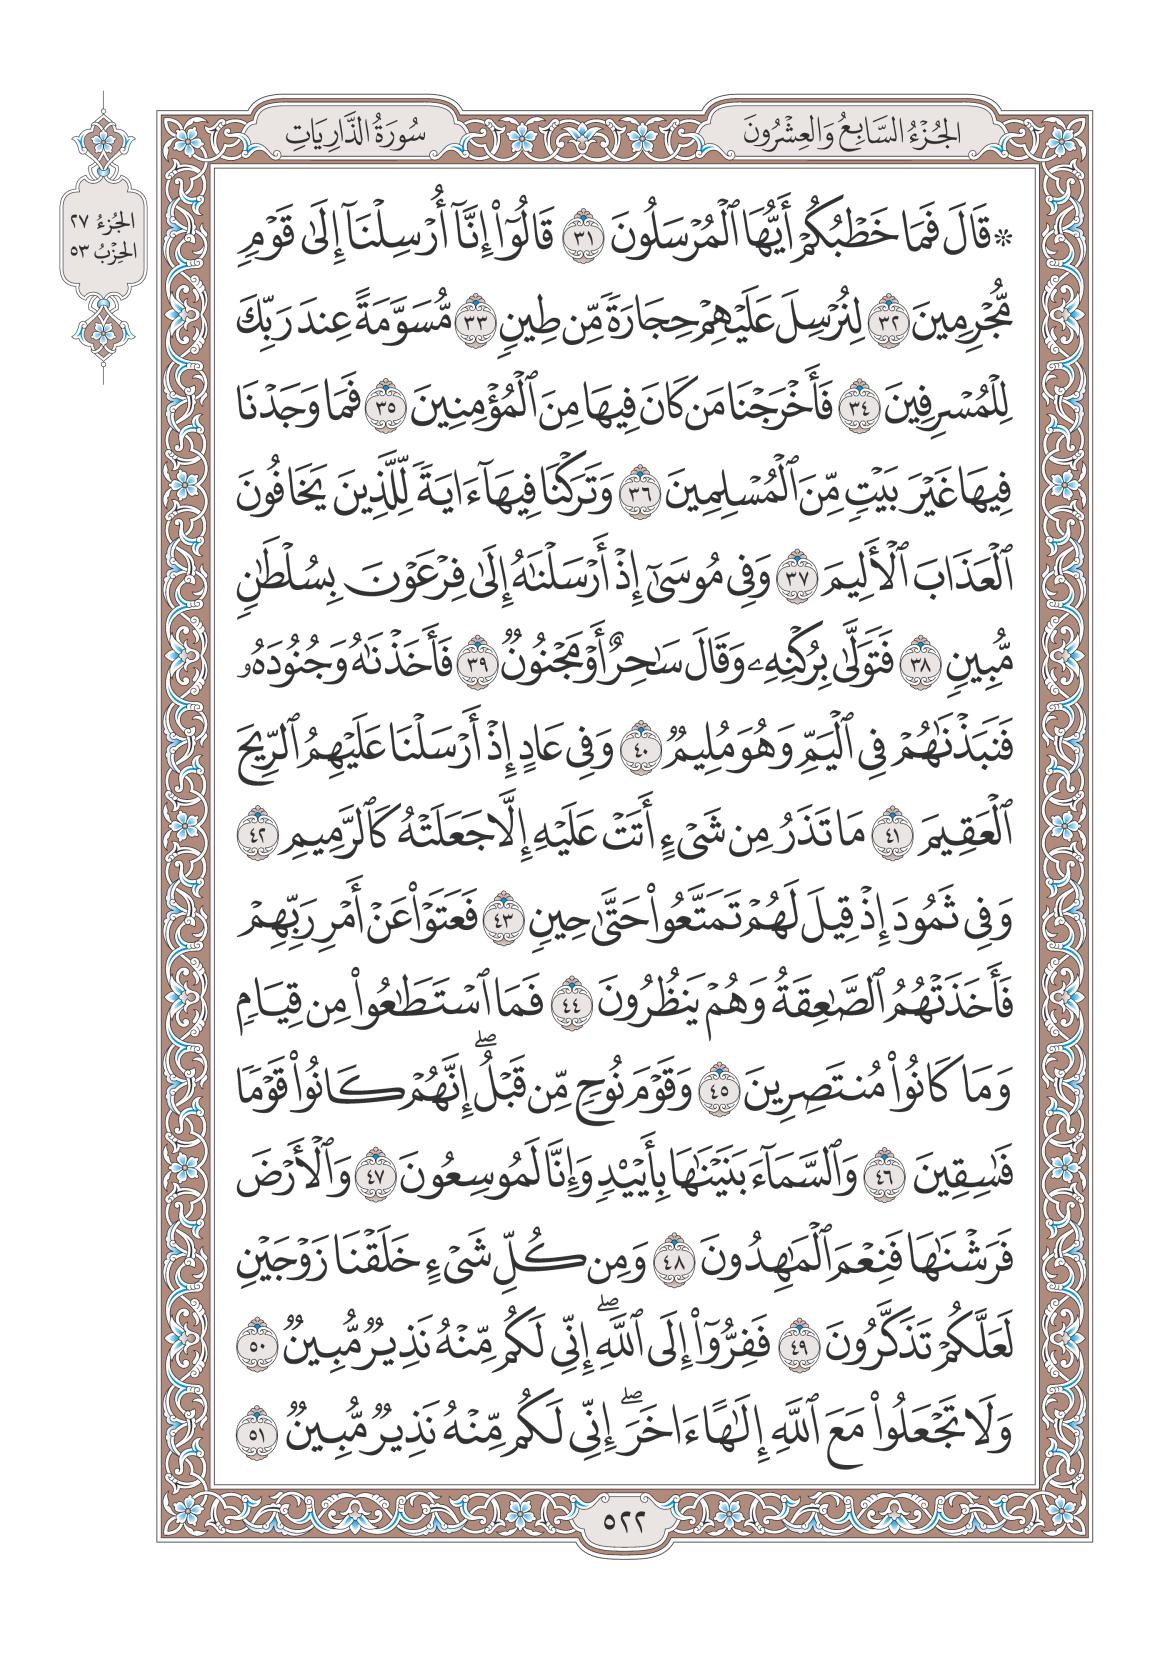 الجُزْءُ السَّابِعُ وَالعِشْرُونَ
سُورَةُ الذَّارِيَاتِ
الجُزءُ ٢٧
الحِزْبُ ٥٣
۞ قَالَ فَمَا خَطْبُكُمْ أَيُّهَا ٱلْمُرْسَلُونَ ٣١ قَالُوٓا۟ إِنَّآ أُرْسِلْنَآ إِلَىٰ قَوْمٍ
مُّجْرِمِينَ ٣٢ لِنُرْسِلَ عَلَيْهِمْ حِجَارَةً مِّن طِينٍ ٣٣ مُّسَوَّمَةً عِندَ رَبِّكَ
لِلْمُسْرِفِينَ ٣٤ فَأَخْرَجْنَا مَن كَانَ فِيهَا مِنَ ٱلْمُؤْمِنِينَ ٣٥ فَمَا وَجَدْنَا
فِيهَا غَيْرَ بَيْتٍ مِّنَ ٱلْمُسْلِمِينَ ٣٦ وَتَرَكْنَا فِيهَآ ءَايَةً لِّلَّذِينَ يَخَافُونَ
ٱلْعَذَابَ ٱلْأَلِيمَ ٣٧ وَفِى مُوسَىٰٓ إِذْ أَرْسَلْنَٰهُ إِلَىٰ فِرْعَوْنَ بِسُلْطَٰنٍ
مُّبِينٍ ٣٨ فَتَوَلَّىٰ بِرُكْنِهِۦ وَقَالَ سَٰحِرٌ أَوْ مَجْنُونٌ ٣٩ فَأَخَذْنَٰهُ وَجُنُودَهُۥ
فَنَبَذْنَٰهُمْ فِى ٱلْيَمِّ وَهُوَ مُلِيمٌ ٤٠ وَفِى عَادٍ إِذْ أَرْسَلْنَا عَلَيْهِمُ ٱلرِّيحَ
ٱلْعَقِيمَ ٤١ مَا تَذَرُ مِن شَىْءٍ أَتَتْ عَلَيْهِ إِلَّا جَعَلَتْهُ كَٱلرَّمِيمِ ٤٢
وَفِى ثَمُودَ إِذْ قِيلَ لَهُمْ تَمَتَّعُوا۟ حَتَّىٰ حِينٍ ٤٣ فَعَتَوْا۟ عَنْ أَمْرِ رَبِّهِمْ
فَأَخَذَتْهُمُ ٱلصَّٰعِقَةُ وَهُمْ يَنظُرُونَ ٤٤ فَمَا ٱسْتَطَٰعُوا۟ مِن قِيَامٍ
وَمَا كَانُوا۟ مُنتَصِرِينَ ٤٥ وَقَوْمَ نُوحٍ مِّن قَبْلُ ۖ إِنَّهُمْ كَانُوا۟ قَوْمًا
فَٰسِقِينَ ٤٦ وَٱلسَّمَآءَ بَنَيْنَٰهَا بِأَيْي۟دٍ وَإِنَّا لَمُوسِعُونَ ٤٧ وَٱلْأَرْضَ
فَرَشْنَٰهَا فَنِعْمَ ٱلْمَٰهِدُونَ ٤٨ وَمِن كُلِّ شَىْءٍ خَلَقْنَا زَوْجَيْنِ
لَعَلَّكُمْ تَذَكَّرُونَ ٤٩ فَفِرُّوٓا۟ إِلَى ٱللَّهِ ۖ إِنِّى لَكُم مِّنْهُ نَذِيرٌ مُّبِينٌ ٥٠
وَلَا تَجْعَلُوا۟ مَعَ ٱللَّهِ إِلَٰهًا ءَاخَرَ ۖ إِنِّى لَكُم مِّنْهُ نَذِيرٌ مُّبِينٌ ٥١
٥٢٢